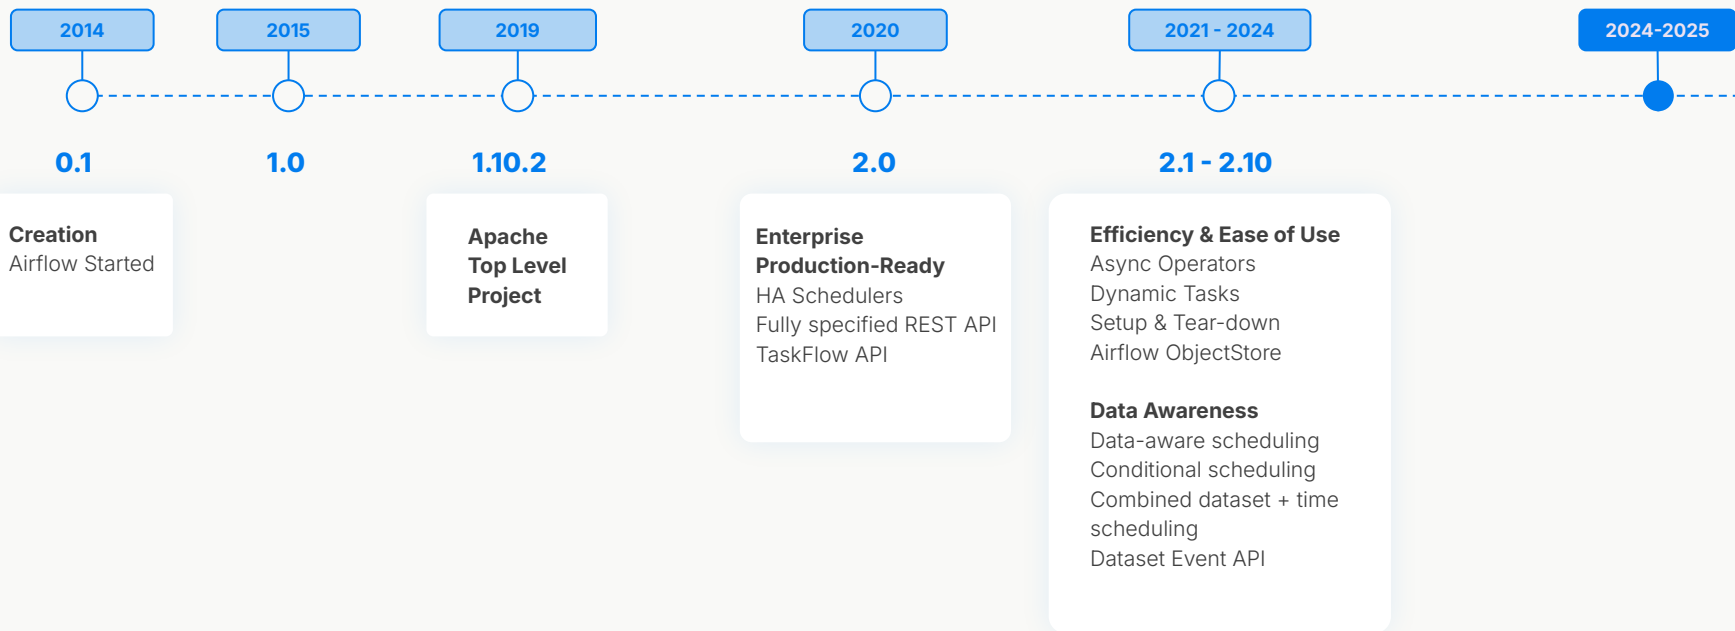 2014
2015
2019
2020
2021 - 2024
2024-2025
0.1
1.0
1.10.2
2.0
2.1 - 2.10
Creation
Airflow Started
Apache
Top Level
Project
Enterprise
Production-Ready
HA Schedulers
Fully specified REST API
TaskFlow API
Efficiency & Ease of Use
Async Operators
Dynamic Tasks
Setup & Tear-down
Airflow ObjectStore
Data Awareness
Data-aware scheduling
Conditional scheduling
Combined dataset + time
scheduling
Dataset Event API